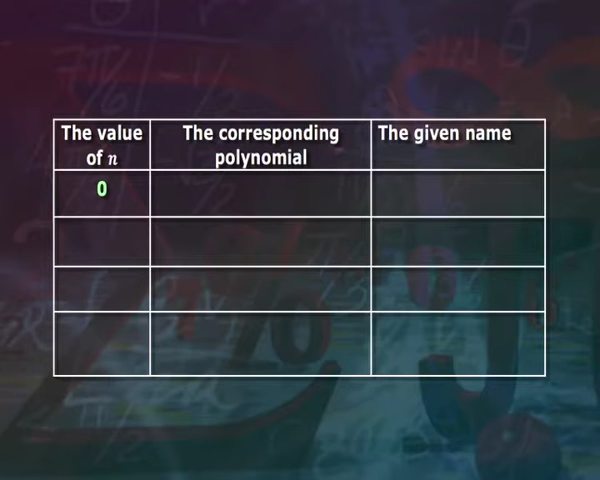 The value
of n
The corresponding
polynomial
The given name
0